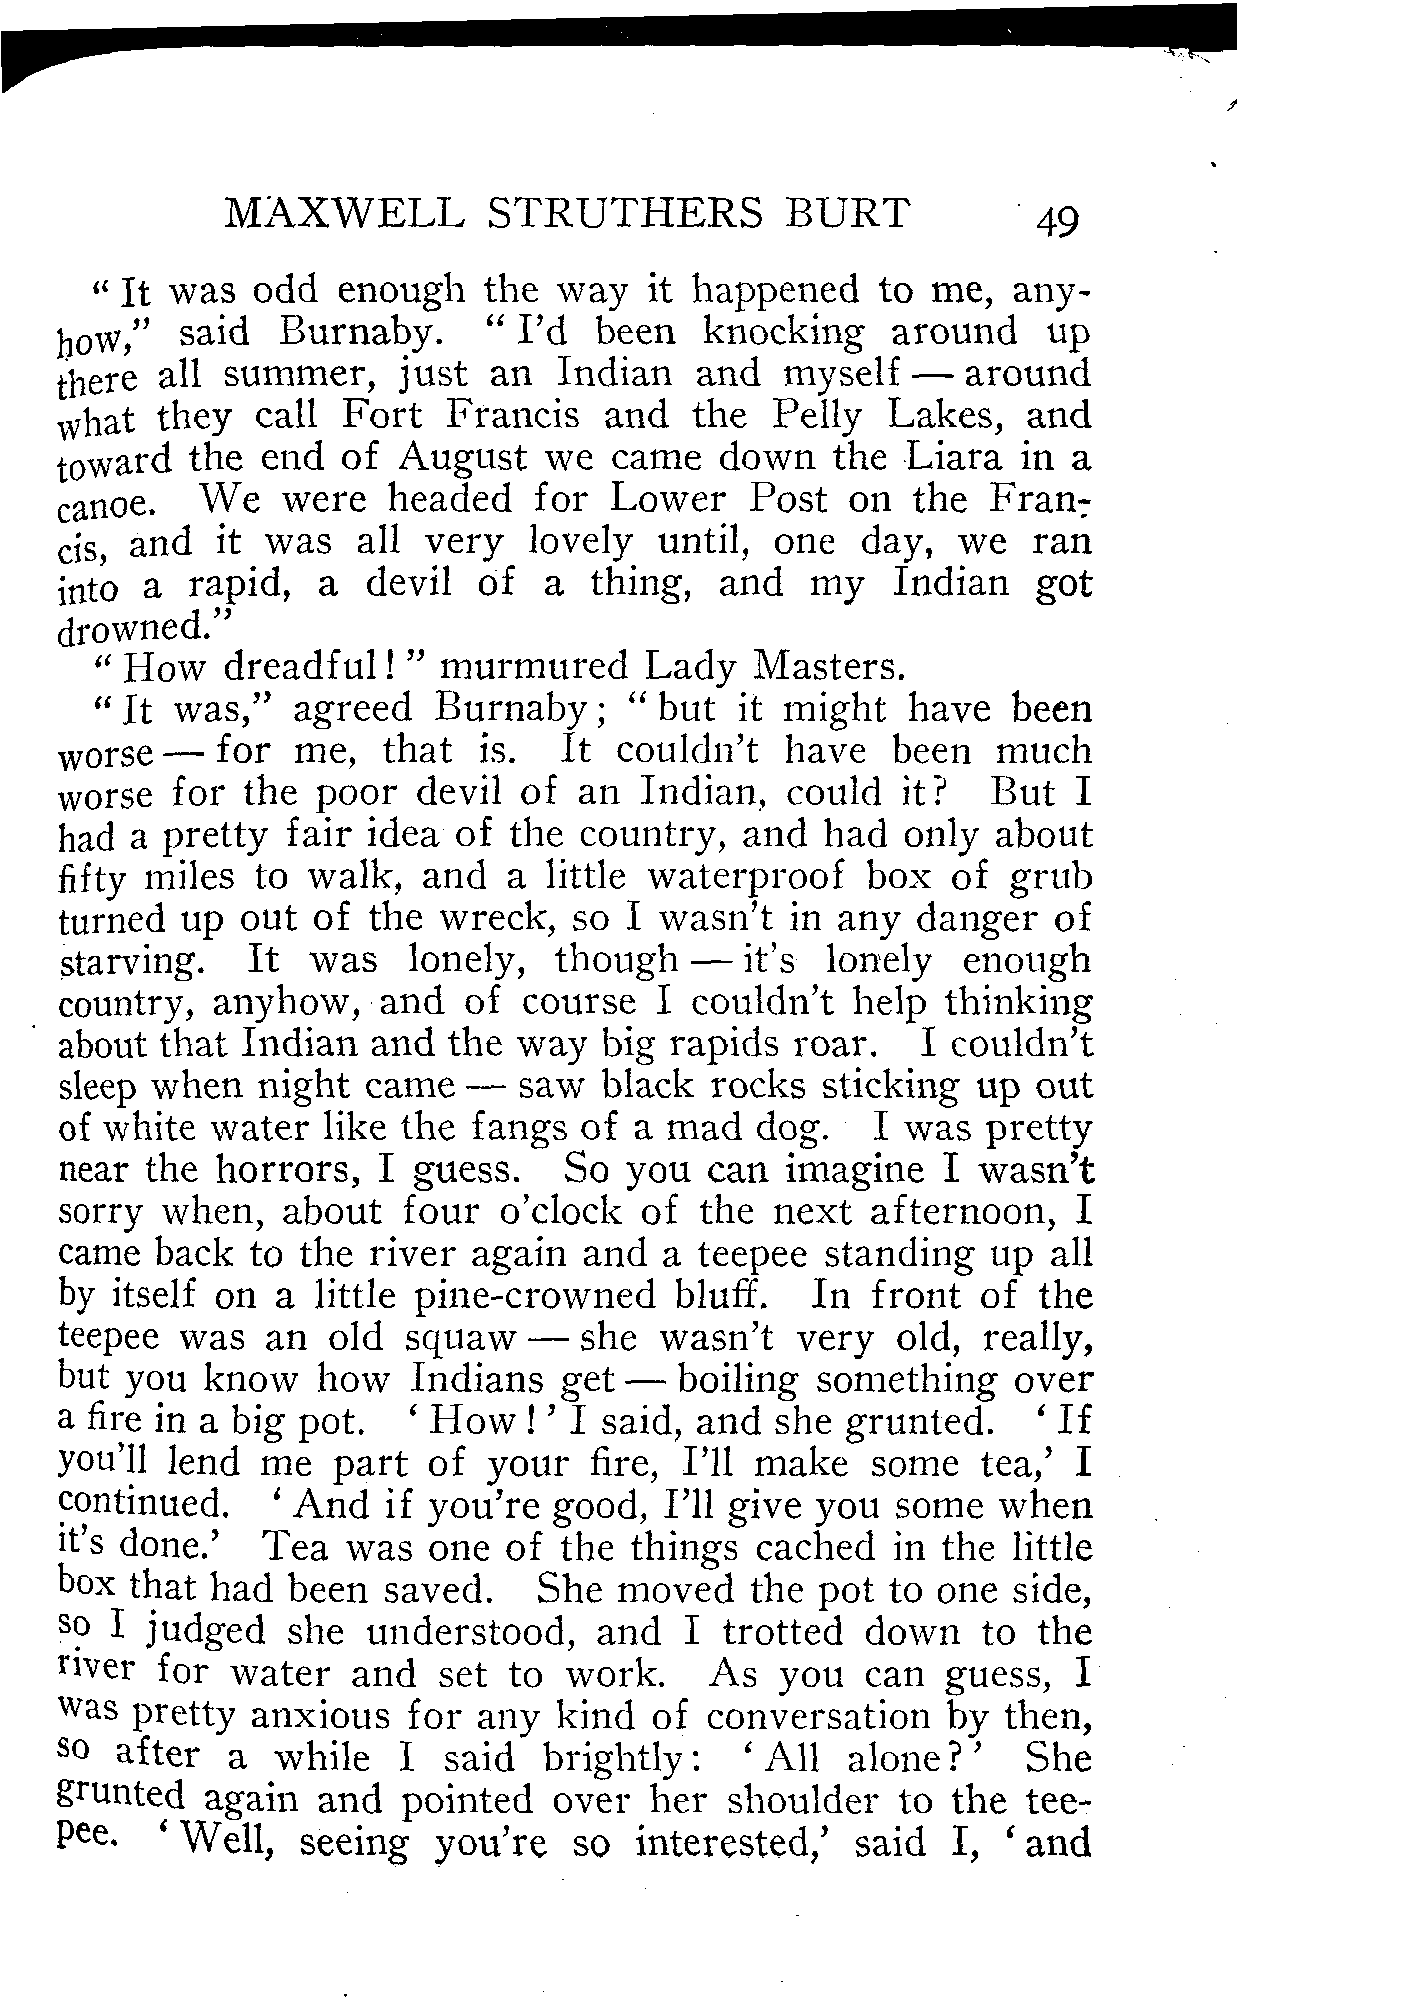 MAXWELL STRUTHERS BURT 49
" It was odd enough the way it happened to me, any-
how," said Burnaby. " I'd been knocking around up
there all summer, just an Indian and myself — around
what they call Fort Francis and the Pelly Lakes, and
toward the end of August we came down the Liara in a
canoe. We were headed for Lower Post on the Fran-
cis, and it was all very lovely until, one day, we ran
into a rapid, a devil of a thing, and my Indian got
drowned."
" How dreadful! " murmured Lady Masters.
" It was," agreed Burnaby; " but it might have been
worse — for me, that is. It couldn't have been much
worse for the poor devil of an Indian, could it? But I
had a pretty fair idea of the country, and had only about
fifty miles to walk, and a little waterproof box of grub
turned up out of the wreck, so I wasn't in any danger of
starving. It was lonely, though — it's lonely enough
country, anyhow, and of course I couldn't help thinking
about that Indian and the way big rapids roar. I couldn't
sleep when night came — saw black rocks sticking up out
of white water like the fangs of a mad dog. I was pretty
near the horrors, I guess. So you can imagine I wasn't
sorry when, about four o'clock of the next afternoon, I
came back to the river again and a teepee standing up all
by itself on a little pine-crowned bluff. In front of the
teepee was an old squaw — she wasn't very old, really,
but you know how Indians get — boiling something over
a fire in a big pot. ' How! ' I said, and she grunted. ' If
you'll lend me part of your fire, I'll make some tea,' I
continued. ' And if you're good, I'll give you some when
it's done.' Tea was one of the things cached in the little
box that had been saved. She moved the pot to one side,
so I judged she understood, and I trotted down to the
river for water and set to work. As you can guess, I
was pretty anxious for any kind of conversation by then,
so after a while I said brightly: ' All alone? ' She
grunted again and pointed over her shoulder to the tee-
pee. ' Well, seeing you're so interested,' said I, ' and